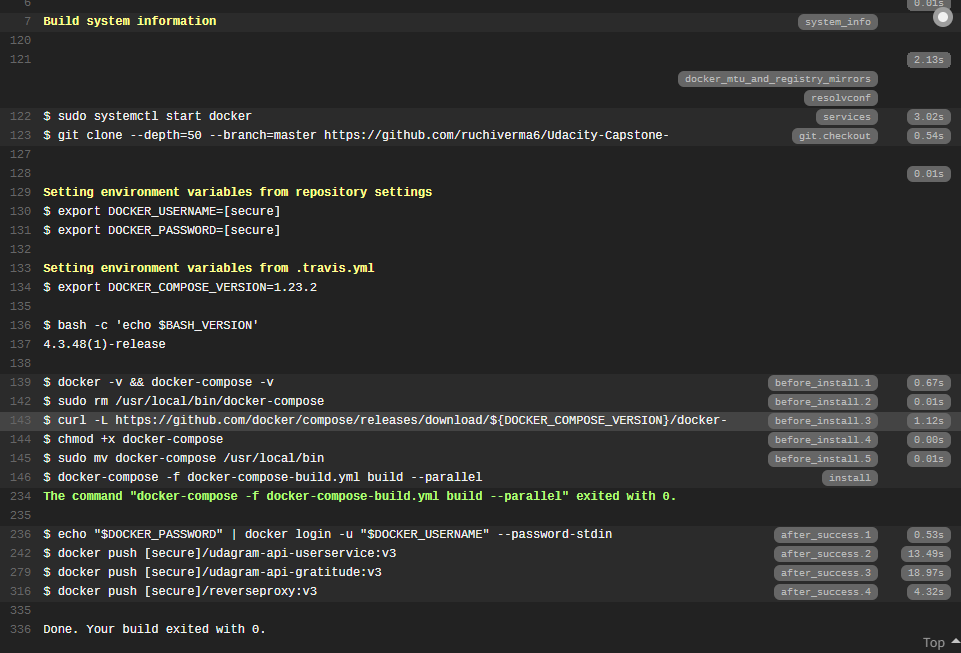 6 0.01s
7 Build system information system_info
120
121 2.13s
docker_mtu_and_registry_mirrors
resolvconf
122 $ sudo systemctl start docker services 3.02s
123 $ git clone --depth=50 --branch=master https://github.com/ruchiverma6/Udacity-Capstone- git.checkout 0.54s
127
128 0.01s
129 Setting environment variables from repository settings
130 $ export DOCKER_USERNAME=[secure]
131 $ export DOCKER_PASSWORD=[secure]
132
133 Setting environment variables from .travis.yml
134 $ export DOCKER_COMPOSE_VERSION=1.23.2
135
136 $ bash -c 'echo $BASH_VERSION'
137 4.3.48(1)-release
138
139 $ docker -v && docker-compose -v before_install.1 0.67s
142 $ sudo rm /usr/local/bin/docker-compose before_install.2 0.01s
143 $ curl -L https://github.com/docker/compose/releases/download/${DOCKER_COMPOSE_VERSION}/docker- before_install.3 1.12s
144 $ chmod +x docker-compose before_install.4 0.00s
145 $ sudo mv docker-compose /usr/local/bin before_install.5 0.01s
146 $ docker-compose -f docker-compose-build.yml build --parallel install
234 The command "docker-compose -f docker-compose-build.yml build --parallel" exited with 0.
235
236 $ echo "$DOCKER_PASSWORD" | docker login -u "$DOCKER_USERNAME" --password-stdin after_success.1 0.53s
242 $ docker push [secure]/udagram-api-userservice:v3 after_success.2 13.49s
279 $ docker push [secure]/udagram-api-gratitude:v3 after_success.3 18.97s
316 $ docker push [secure]/reverseproxy:v3 after_success.4 4.32s
335
336 Done. Your build exited with 0.
Top